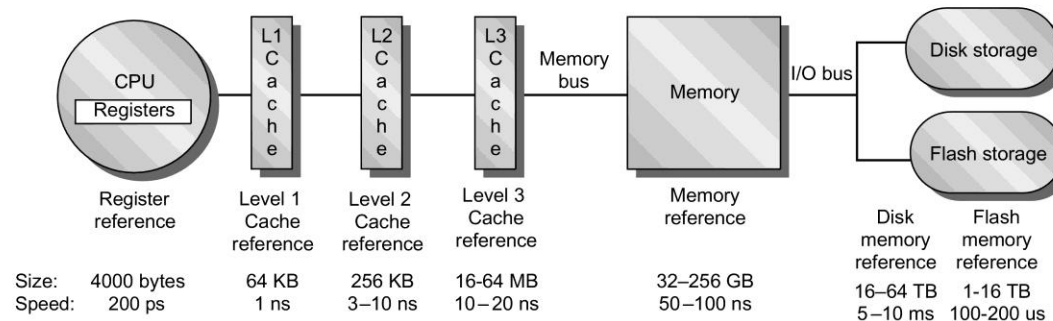 CPU
Registers
L1
C
a
c
h
e
L2
C
a
c
h
e
L3
C
a
c
h
e
Memory
bus
Memory
I/O bus
Disk storage
Flash storage
Register
reference
Level 1
Cache
reference
Level 2
Cache
reference
Level 3
Cache
reference
Memory
reference
Disk
memory
reference
Flash
memory
reference
Size: 4000 bytes 64 KB 256 KB 16-64 MB 32–256 GB 16–64 TB 1-16 TB
Speed: 200 ps 1 ns 3–10 ns 10–20 ns 50–100 ns 5–10 ms 100-200 us